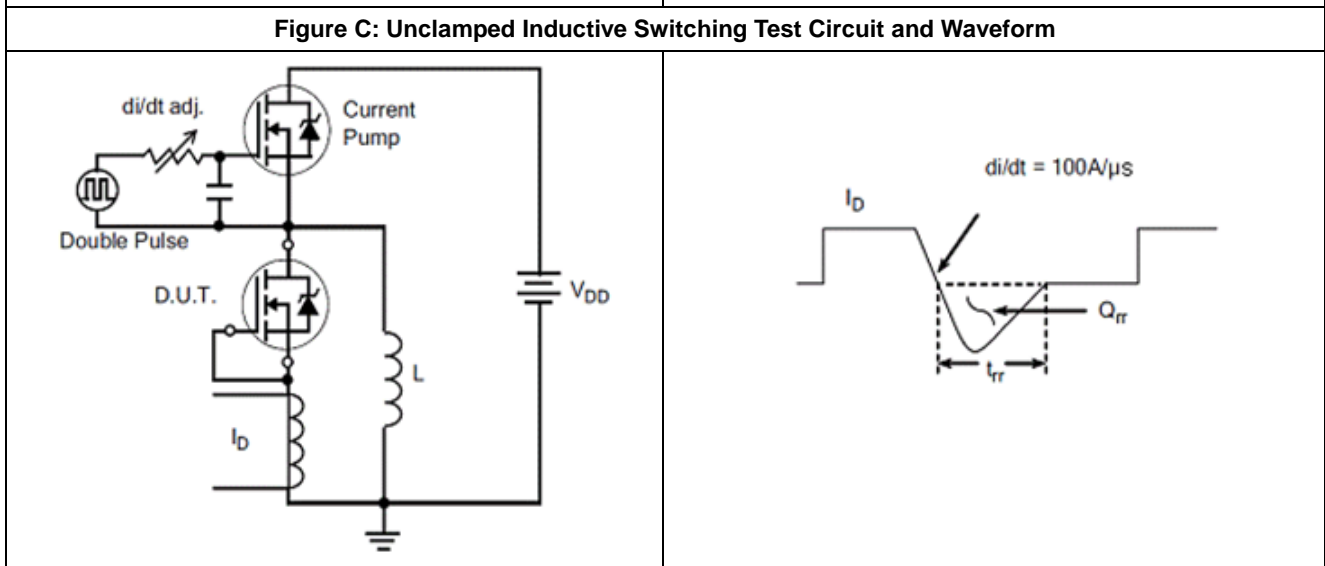 Figure C: Unclamped Inductive Switching Test Circuit and Waveform
di/dt adj.
Current
Pump
Double Pulse
D.U.T.
VDD
L
ID
di/dt = 100A/μs
ID
Qrr
trr